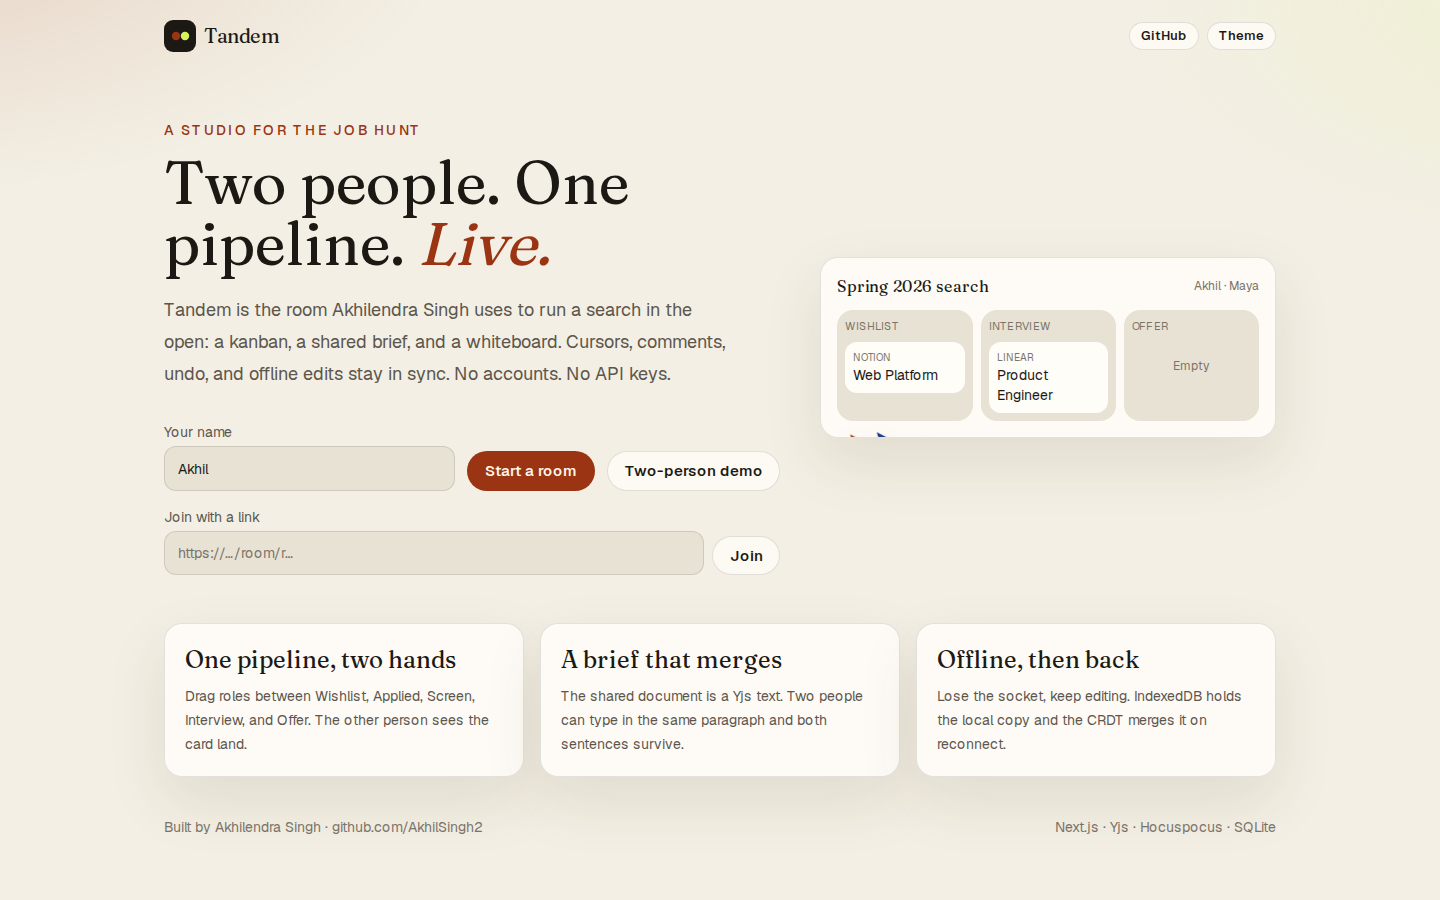 Tandem
GitHub
Theme
A STUDIO FOR THE JOB HUNT
Two people. One
pipeline. Live.
Tandem is the room Akhilendra Singh uses to run a search in the
open: a kanban, a shared brief, and a whiteboard. Cursors, comments,
undo, and offline edits stay in sync. No accounts. No API keys.
Your name
Akhil
Start a room
Two-person demo
Join with a link
https://…/room/r…
Join
Spring 2026 search
Akhil · Maya
WISHLIST
NOTION
Web Platform
INTERVIEW
LINEAR
Product
Engineer
OFFER
Empty
One pipeline, two hands
Drag roles between Wishlist, Applied, Screen,
Interview, and Offer. The other person sees the
card land.
A brief that merges
The shared document is a Yjs text. Two people
can type in the same paragraph and both
sentences survive.
Offline, then back
Lose the socket, keep editing. IndexedDB holds
the local copy and the CRDT merges it on
reconnect.
Built by Akhilendra Singh · github.com/AkhilSingh2
Next.js · Yjs · Hocuspocus · SQLite